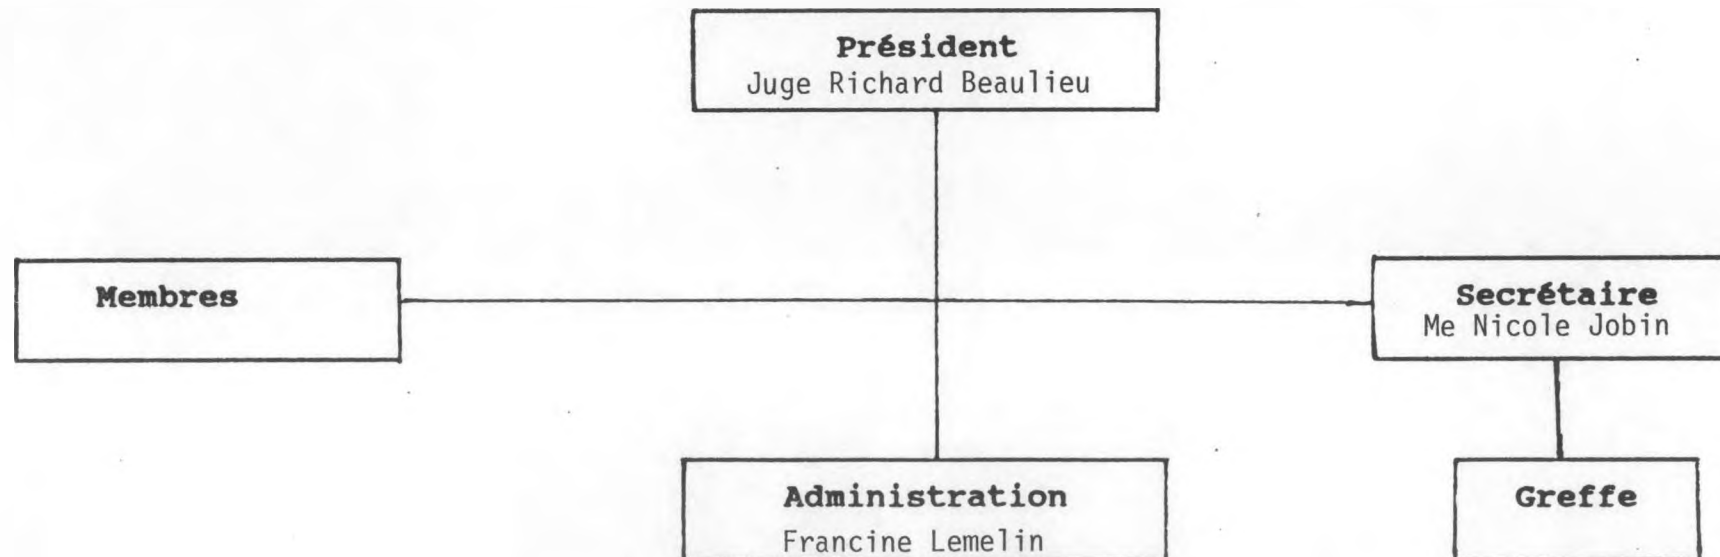 Président
Juge Richard Beaulieu
Membres
Secrétaire
Me Nicole Jobin
Administration
Francine Lemelin
Greffe